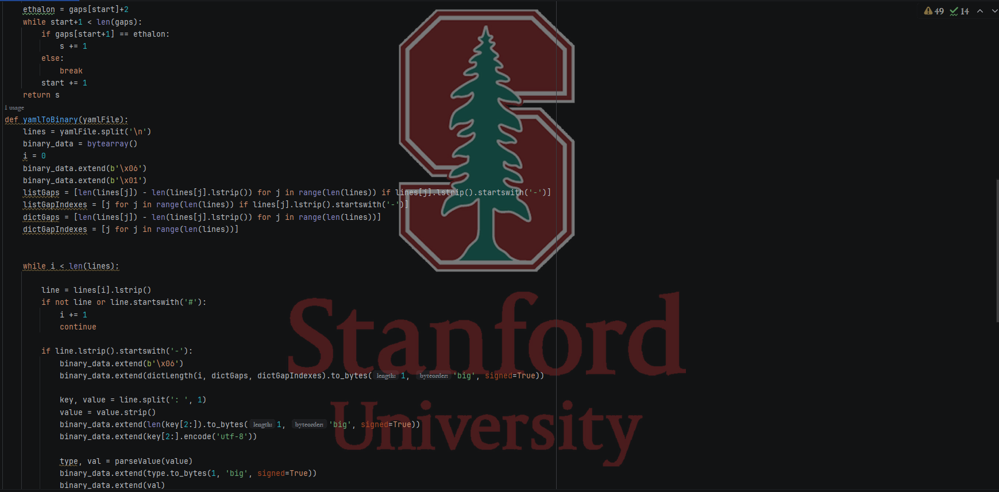 ethalon = gaps[start]+2
49 14
while start+1 < len(gaps):
if gaps[start+1] == ethalon:
s += 1
else:
break
start += 1
return s
1 usage
def yamlToBinary(yamlFile):
lines = yamlFile.split('\n')
binary_data = bytearray()
i = 0
binary_data.extend(b'\x06')
binary_data.extend(b'\x01')
listGaps = [len(lines[j]) - len(lines[j].lstrip()) for j in range(len(lines)) if lines[j].lstrip().startswith('-')]
listGapIndexes = [j for j in range(len(lines)) if lines[j].lstrip().startswith('-')]
dictGaps = [len(lines[j]) - len(lines[j].lstrip()) for j in range(len(lines))]
dictGapIndexes = [j for j in range(len(lines))]
while i < len(lines):
line = lines[i].lstrip()
if not line or line.startswith('#'):
i += 1
continue
if line.lstrip().startswith('-'):
binary_data.extend(b'\x06')
binary_data.extend(dictLength(i, dictGaps, dictGapIndexes).to_bytes( length: 1, byteorder: 'big', signed=True))
key, value = line.split(': ', 1)
value = value.strip()
binary_data.extend(len(key[2:]).to_bytes( length: 1, byteorder: 'big', signed=True))
binary_data.extend(key[2:].encode('utf-8'))
type, val = parseValue(value)
binary_data.extend(type.to_bytes(1, 'big', signed=True))
binary_data.extend(val)
Stanford
University